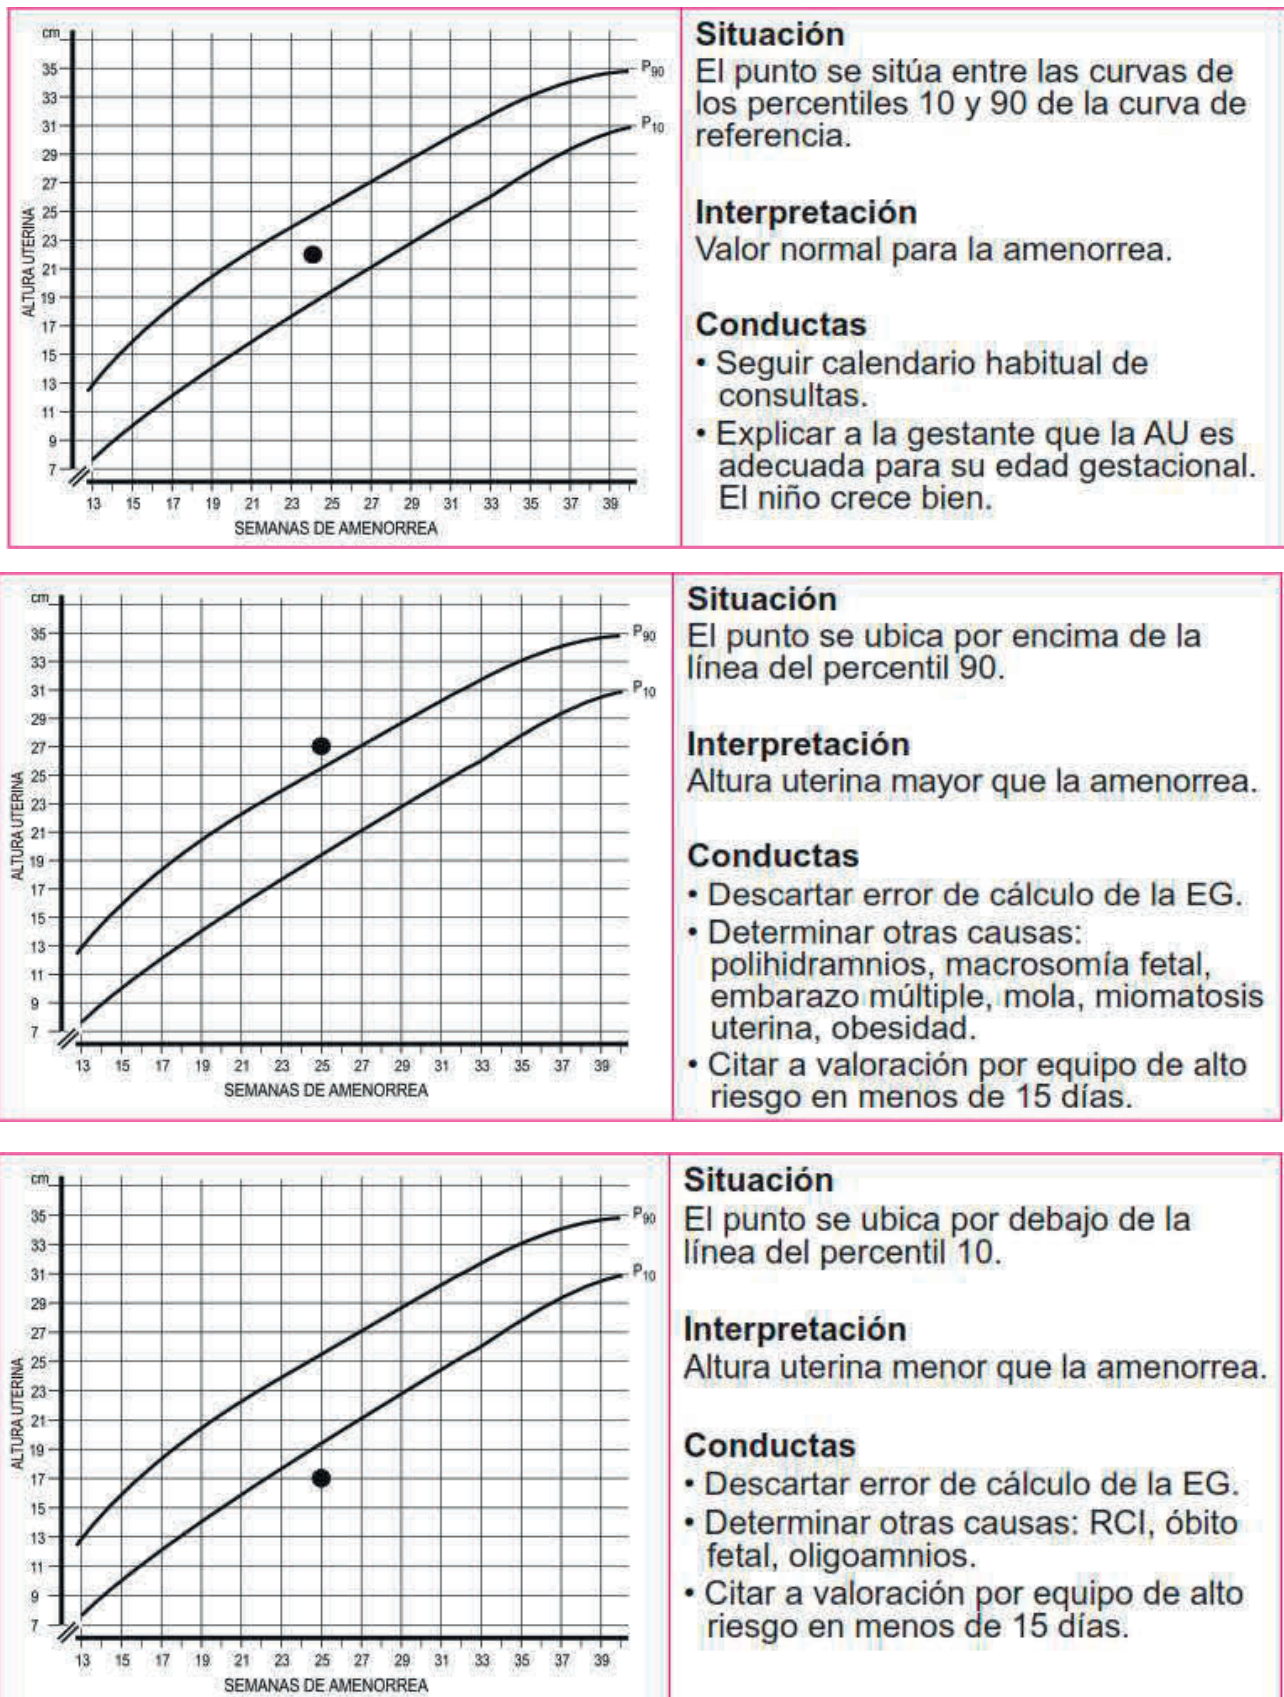 cm
35
33
31
29
27
25
23
21
19
17
15
13
11
9
7
ALTURA UTERINA
P90
P10
13 15 17 19 21 23 25 27 29 31 33 35 37 39
SEMANAS DE AMENORREA
Situación
El punto se sitúa entre las curvas de
los percentiles 10 y 90 de la curva de
referencia.
Interpretación
Valor normal para la amenorrea.
Conductas
• Seguir calendario habitual de
consultas.
• Explicar a la gestante que la AU es
adecuada para su edad gestacional.
El niño crece bien.
cm
35
33
31
29
27
25
23
21
19
17
15
13
11
9
7
ALTURA UTERINA
P90
P10
13 15 17 19 21 23 25 27 29 31 33 35 37 39
SEMANAS DE AMENORREA
Situación
El punto se ubica por encima de la
línea del percentil 90.
Interpretación
Altura uterina mayor que la amenorrea.
Conductas
• Descartar error de cálculo de la EG.
• Determinar otras causas:
polihidramnios, macrosomía fetal,
embarazo múltiple, mola, miomatosis
uterina, obesidad.
• Citar a valoración por equipo de alto
riesgo en menos de 15 días.
cm
35
33
31
29
27
25
23
21
19
17
15
13
11
9
7
ALTURA UTERINA
P90
P10
13 15 17 19 21 23 25 27 29 31 33 35 37 39
SEMANAS DE AMENORREA
Situación
El punto se ubica por debajo de la
línea del percentil 10.
Interpretación
Altura uterina menor que la amenorrea.
Conductas
• Descartar error de cálculo de la EG.
• Determinar otras causas: RCI, óbito
fetal, oligoamnios.
• Citar a valoración por equipo de alto
riesgo en menos de 15 días.